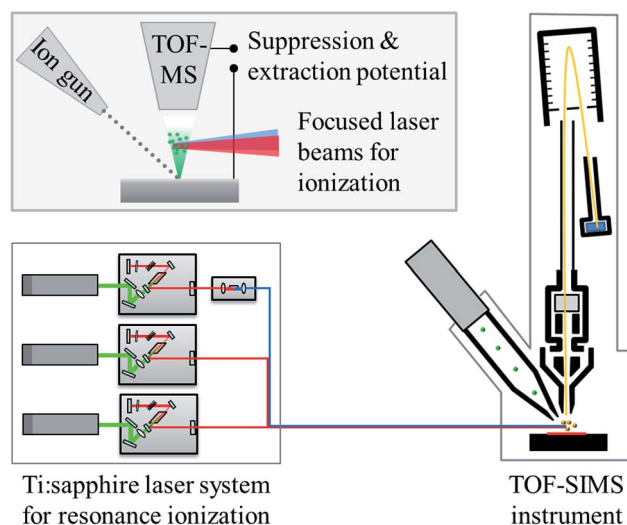 Ion gun
TOF-
MS
Suppression &
extraction potential
Focused laser
beams for
ionization
Ti:sapphire laser system
for resonance ionization
TOF-SIMS
instrument